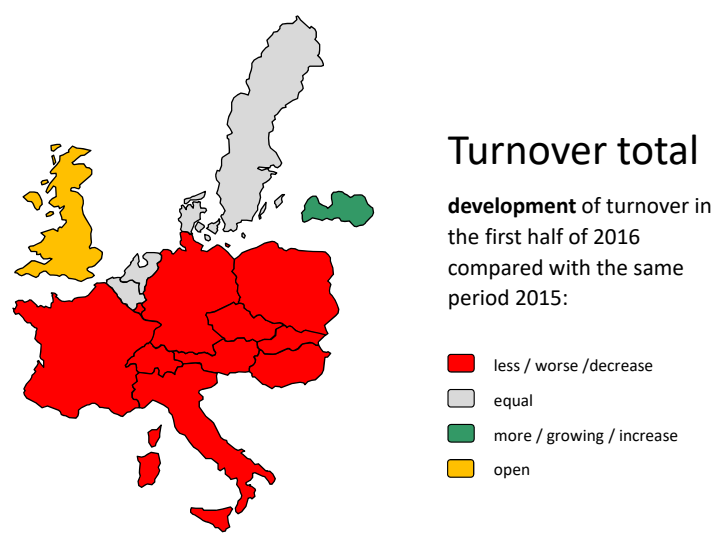 Turnover total
development of turnover in
the first half of 2016
compared with the same
period 2015:
less / worse /decrease
equal
more / growing / increase
open